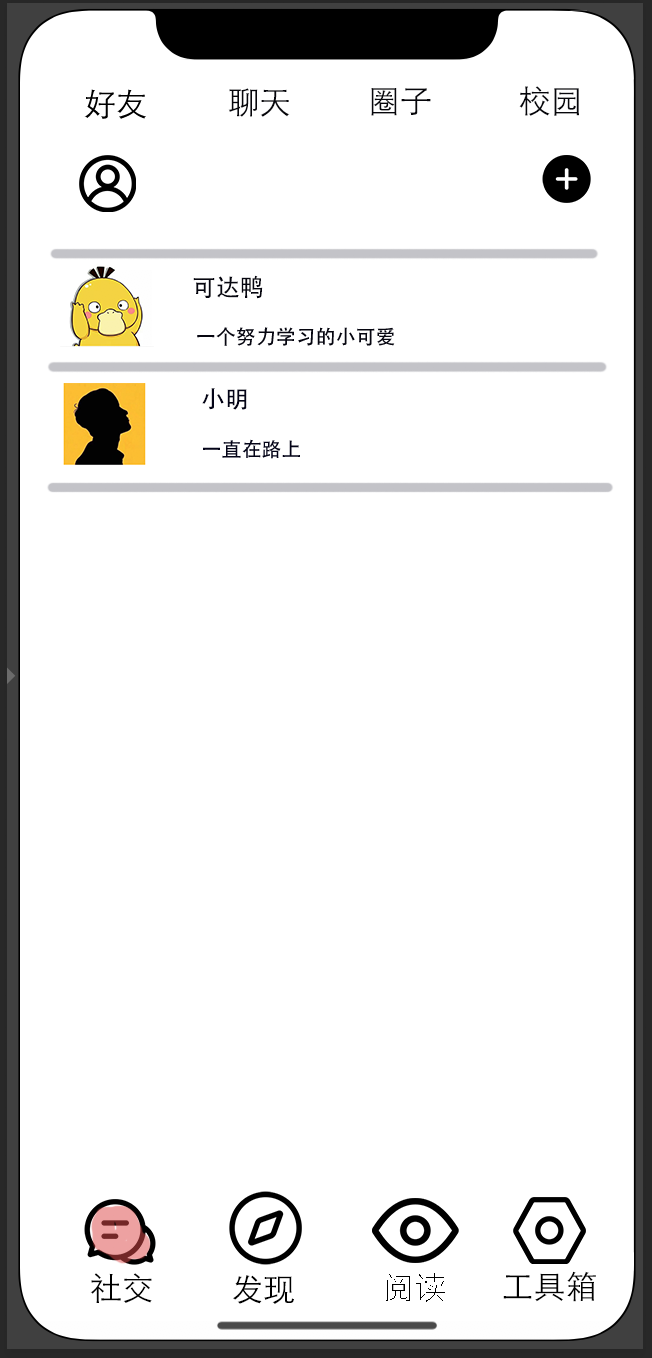 好友 聊天 圈子 校园
可达鸭
一个努力学习的小可爱
小明
一直在路上
社交 发现 阅读 工具箱